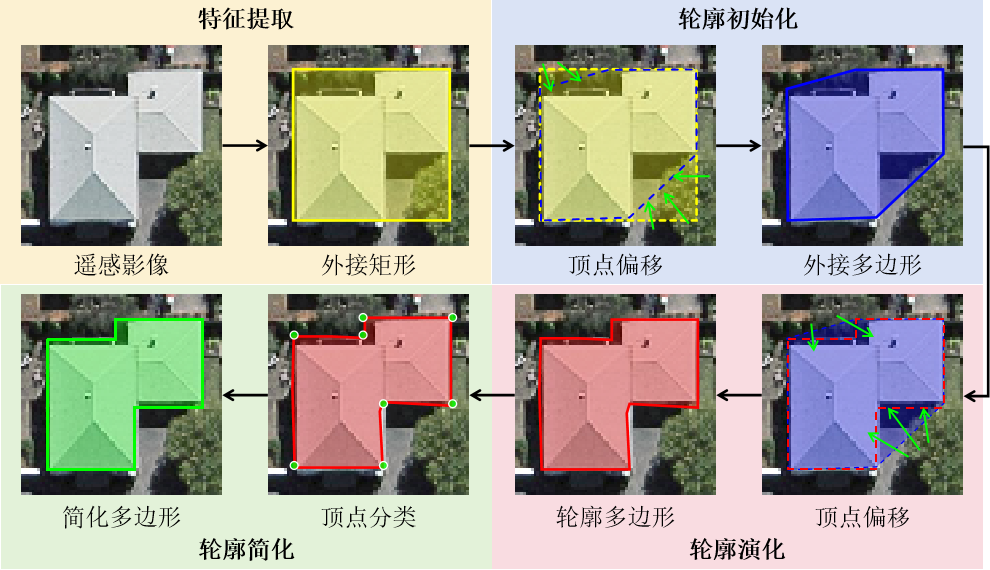 特征提取
轮廓初始化
遥感影像
外接矩形
顶点偏移
外接多边形
简化多边形
顶点分类
轮廓多边形
顶点偏移
轮廓简化
轮廓演化